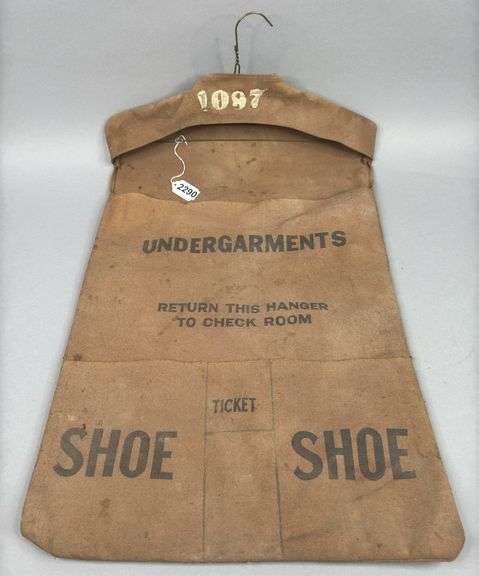 1097
2290
UNDERGARMENTS
RETURN THIS HANGER
TO CHECK ROOM
TICKET
SHOE SHOE